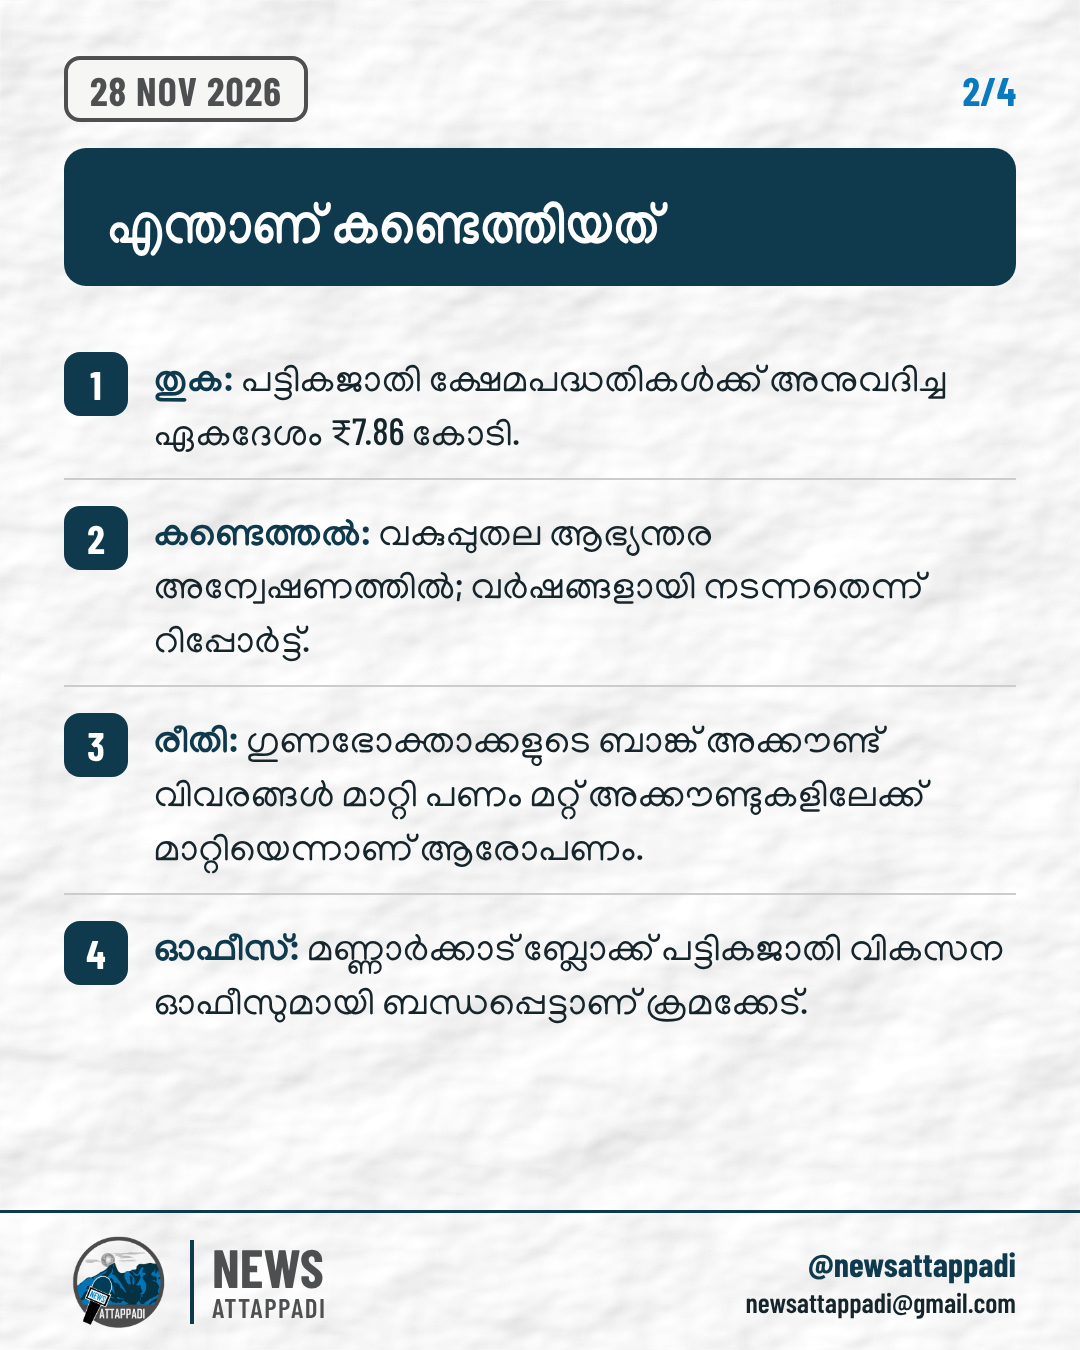 28 NOV 2026
2/4
എന്താണ് കണ്ടെത്തിയത്
1
തുക: പട്ടികജാതി ക്ഷേമപദ്ധതികൾക്ക് അനുവദിച്ച
ഏകദേശം ₹7.86 കോടി.
2
കണ്ടെത്തൽ: വകുപ്പുതല ആഭ്യന്തര
അന്വേഷണത്തിൽ; വർഷങ്ങളായി നടന്നതെന്ന്
റിപ്പോർട്ട്.
3
രീതി: ഗുണഭോക്താക്കളുടെ ബാങ്ക് അക്കൗണ്ട്
വിവരങ്ങൾ മാറ്റി പണം മറ്റ് അക്കൗണ്ടുകളിലേക്ക്
മാറ്റിയെന്നാണ് ആരോപണം.
4
ഓഫീസ്: മണ്ണാർക്കാട് ബ്ലോക്ക് പട്ടികജാതി വികസന
ഓഫീസുമായി ബന്ധപ്പെട്ടാണ് ക്രമക്കേട്.
NEWS
ATTAPPADI
NEWS
ATTAPPADI
@newsattappadi
newsattappadi@gmail.com